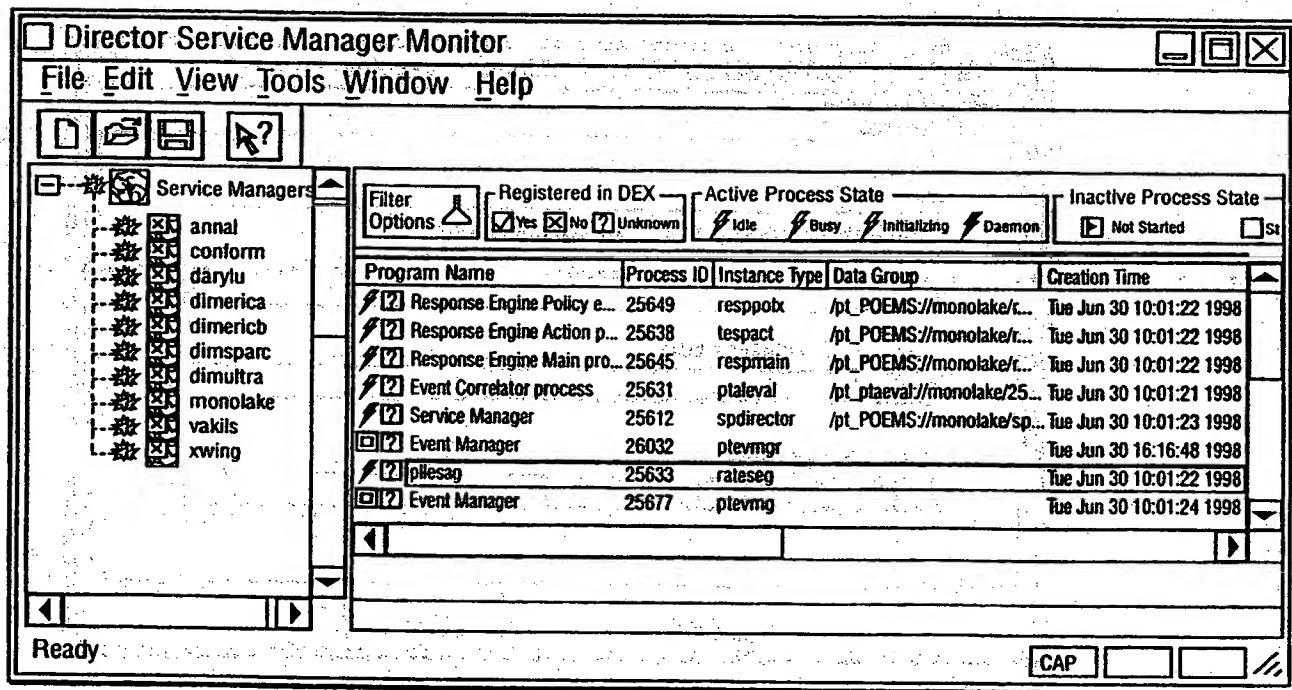 Director Service Manager Monitor
File Edit View Tools Window Help
Service Managers
annal
conform
därylu
dimerica
dimericb
dimsparc
dimultra
monolake
vakils
xwing
Filter Options
Registered in DEX
Yes No ? Unknown
Active Process State
Idle Busy Initializing Daemon
Inactive Process State
Not Started St
Program Name Process ID Instance Type Data Group Creation Time
? Response Engine Policy e... 25649 resppolx /pt_POEMS://monolake/r... Tue Jun 30 10:01:22 1998
? Response Engine Action p... 25638 tespact /pt_POEMS://monolake/r... Tue Jun 30 10:01:22 1998
? Response Engine Main pro... 25645 respmain /pt_POEMS://monolake/r... Tue Jun 30 10:01:22 1998
? Event Correlator process 25631 ptaleval /pt_ptaeval://monolake/25... Tue Jun 30 10:01:21 1998
? Service Manager 25612 spdirector /pt_POEMS://monolake/sp... Tue Jun 30 10:01:23 1998
? Event Manager 26032 ptevmgr Tue Jun 30 16:16:48 1998
? pllesag 25633 rateseg Tue Jun 30 10:01:22 1998
? Event Manager 25677 ptevmg Tue Jun 30 10:01:24 1998
Ready
CAP